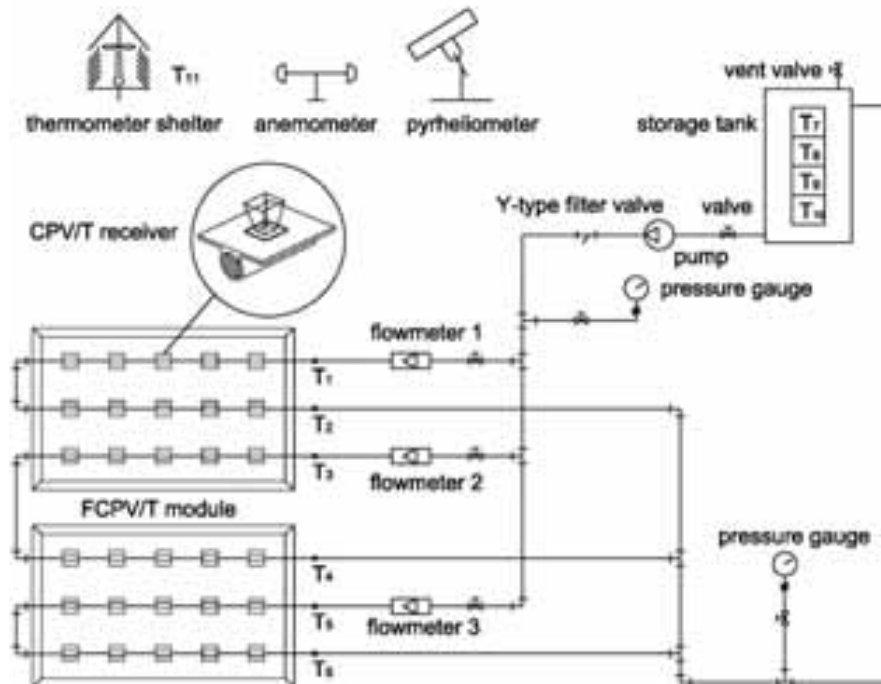 T₁₁
vent valve
thermometer shelter
anemometer
pyrheliometer
storage tank
T₇
T₈
T₉
T₁₀
CPV/T receiver
Y-type filter valve
valve
pump
pressure gauge
flowmeter 1
T₁
T₂
T₃
flowmeter 2
FCPV/T module
pressure gauge
T₄
T₅
flowmeter 3
T₆